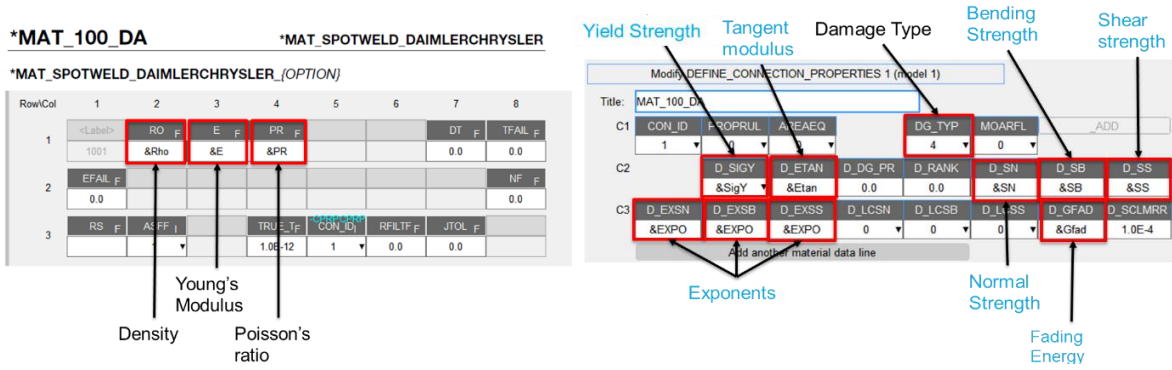 *MAT_100_DA
*MAT_SPOTWELD_DAIMLERCHRYSLER
*MAT_SPOTWELD_DAIMLERCHRYSLER_{OPTION}
Row\Col 1 2 3 4 5 6 7 8
<Label> RO F E F PR F DT F TFAIL F
1 1001 &Rho &E &PR 0.0 0.0
EFAIL F NF F
2 0.0 0.0
RS F ASFF I TRUE_T F CON_ID I RFILTF F JTOL F
3 1.0E-12 1 0.0 0.0
Young's
Modulus
Density
Poisson's
ratio
Yield Strength
Tangent
modulus
Damage Type
Bending
Strength
Shear
strength
Modify DEFINE_CONNECTION_PROPERTIES 1 (model 1)
Title: MAT_100_DA
C1 CON_ID PROPRUL AREAEQ DG_TYP MOARFL _ADD
1 4 0
C2 D_SIGY D_ETAN D_DG_PR D_RANK D_SN D_SB D_SS
&SigY &Etan 0.0 0.0 &SN &SB &SS
C3 D_EXSN D_EXSB D_EXSS D_LCSN D_LCSB D_LCSS D_GFAD D_SCLMRR
&EXPO &EXPO &EXPO 0 0 0 &Gfad 1.0E-4
Add another material data line
Exponents
Normal
Strength
Fading
Energy